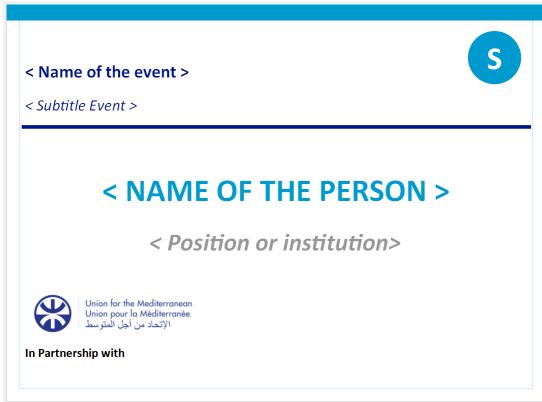 S
< Name of the event >
< Subtitle Event >
< NAME OF THE PERSON >
< Position or institution>
Union for the Mediterranean
Union pour la Méditerranée
الإتحاد من أجل المتوسط
In Partnership with